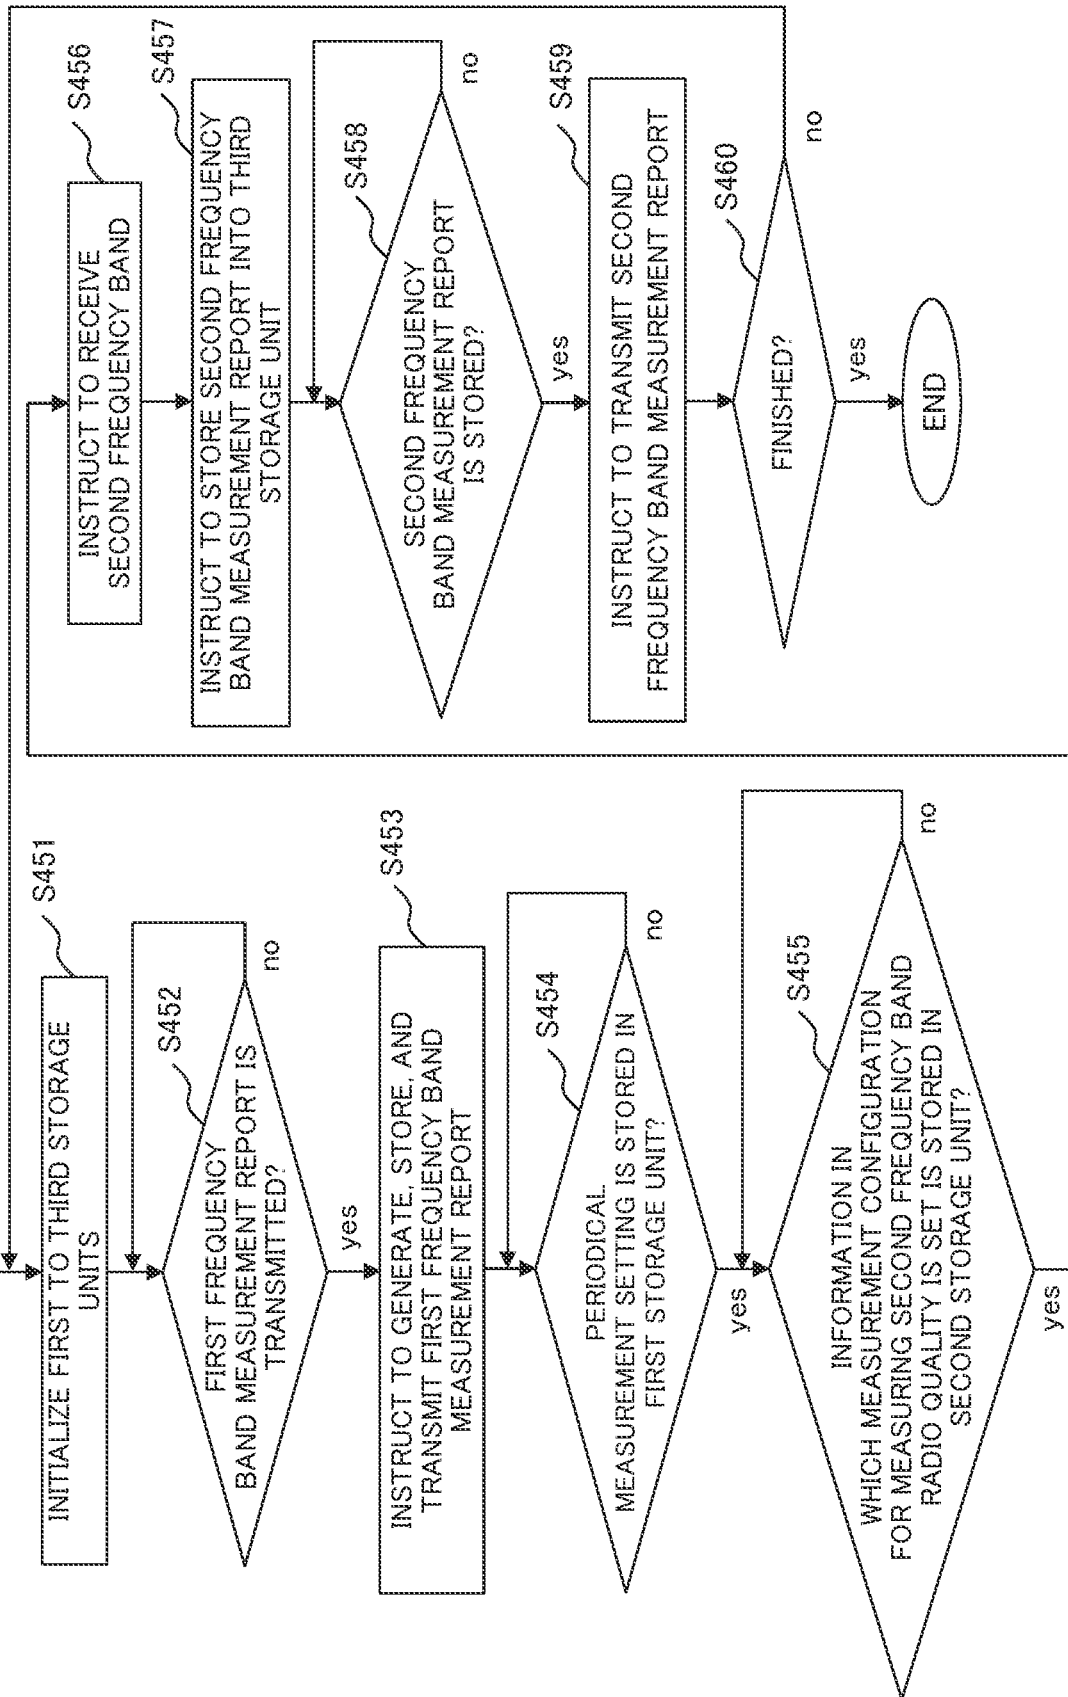 S451
INITIALIZE FIRST TO THIRD STORAGE
UNITS
S452
FIRST FREQUENCY
BAND MEASUREMENT REPORT IS
TRANSMITTED?
no
yes
S453
INSTRUCT TO GENERATE, STORE, AND
TRANSMIT FIRST FREQUENCY BAND
MEASUREMENT REPORT
S454
PERIODICAL
MEASUREMENT SETTING IS STORED IN
FIRST STORAGE UNIT?
no
yes
S455
INFORMATION IN
WHICH MEASUREMENT CONFIGURATION
FOR MEASURING SECOND FREQUENCY BAND
RADIO QUALITY IS SET IS STORED IN
SECOND STORAGE UNIT?
no
yes
S456
INSTRUCT TO RECEIVE
SECOND FREQUENCY BAND
S457
INSTRUCT TO STORE SECOND FREQUENCY
BAND MEASUREMENT REPORT INTO THIRD
STORAGE UNIT
S458
SECOND FREQUENCY
BAND MEASUREMENT REPORT
IS STORED?
no
yes
S459
INSTRUCT TO TRANSMIT SECOND
FREQUENCY BAND MEASUREMENT REPORT
S460
FINISHED?
no
yes
END